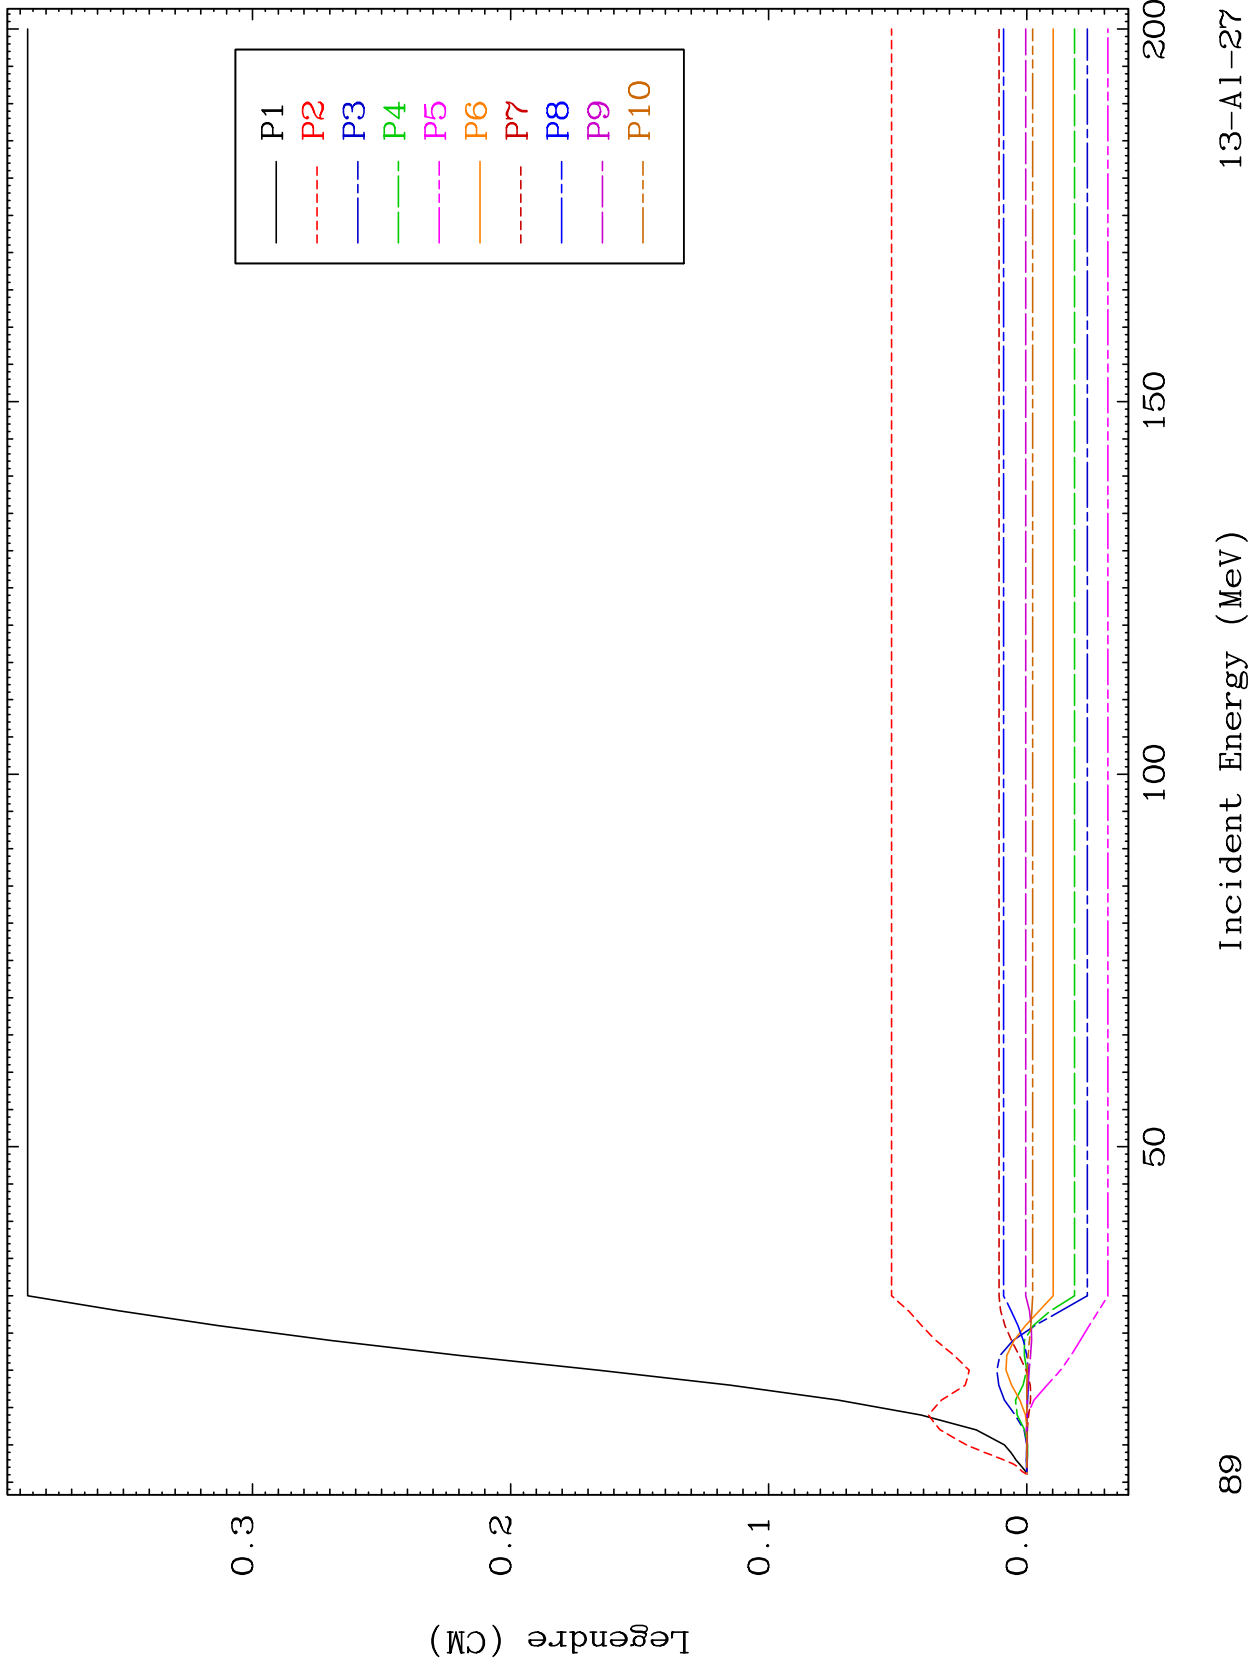 Legendre (CM)
0.3
0.2
0.1
0.0
P1
P2
P3
P4
P5
P6
P7
P8
P9
P10
50
100
150
200
Incident Energy (MeV)
89
13-Al-27